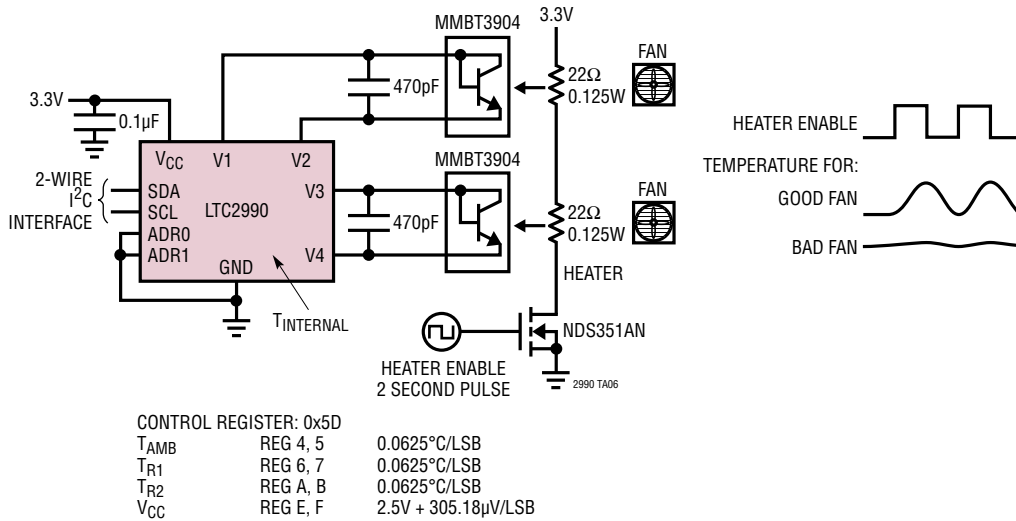 3.3V
MMBT3904
FAN
22Ω
0.125W
470pF
3.3V
0.1µF
VCC
V1
V2
2-WIRE
I²C
INTERFACE
SDA
SCL
ADR0
ADR1
LTC2990
GND
V3
V4
TINTERNAL
MMBT3904
470pF
FAN
22Ω
0.125W
HEATER
NDS351AN
HEATER ENABLE
2 SECOND PULSE
2990 TA06
HEATER ENABLE
TEMPERATURE FOR:
GOOD FAN
BAD FAN
CONTROL REGISTER: 0x5D
TAMB REG 4, 5 0.0625°C/LSB
TR1 REG 6, 7 0.0625°C/LSB
TR2 REG A, B 0.0625°C/LSB
VCC REG E, F 2.5V + 305.18µV/LSB